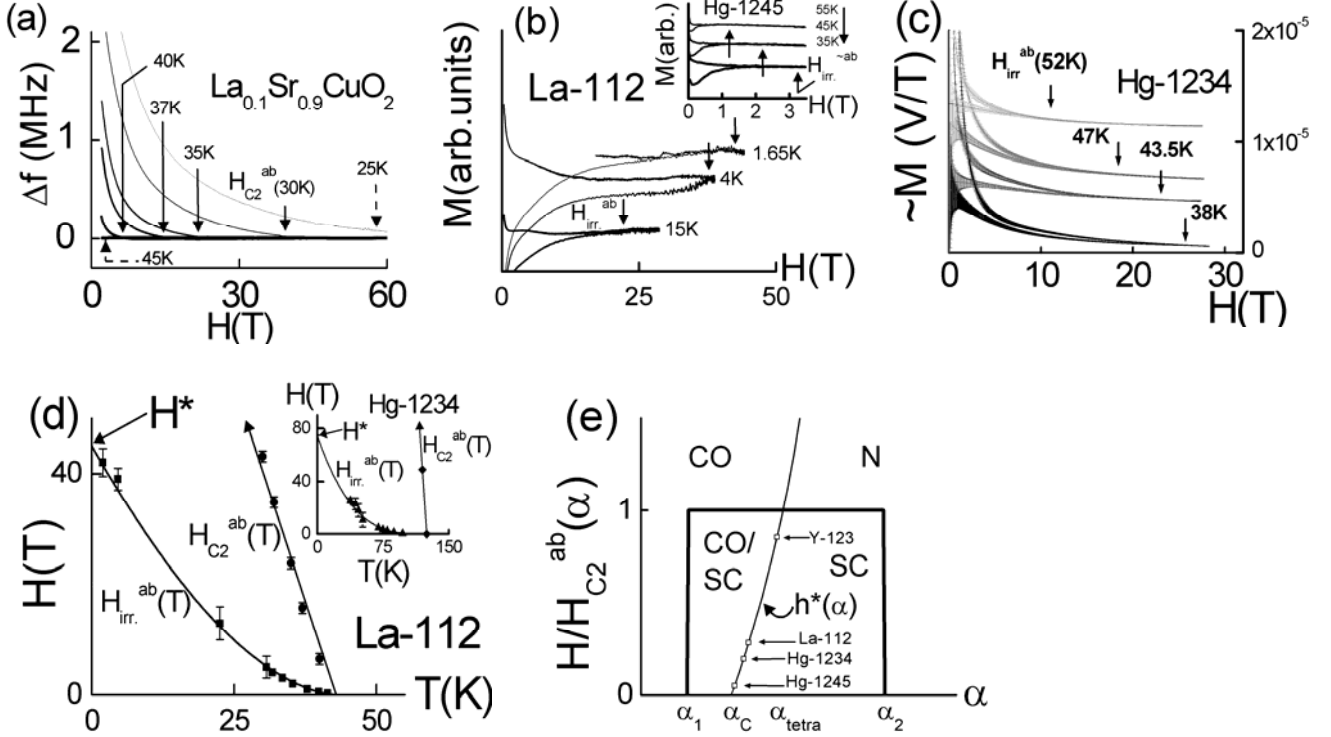 (a)
Δf (MHz)
2
1
0
40K
La0.1Sr0.9CuO2
37K
35K
HC2ab(30K)
25K
45K
0 30 60
H(T)
(b)
M(arb.units)
La-112
Hg-1245
M(arb.)
55K
45K
35K
Hirr.~ab
0 1 2 3
H(T)
1.65K
4K
Hirr.ab
15K
0 25 50
H(T)
(c)
~M (V/T)
Hirrab(52K)
Hg-1234
47K
43.5K
38K
2x10-5
1x10-5
0
0 10 20 30
H(T)
(d)
H*
H(T)
40
0
HC2ab(T)
Hirr.ab(T)
La-112
0 25 50
T(K)
H(T)
Hg-1234
80
40
0
H*
HC2ab(T)
Hirr.ab(T)
0 75 150
T(K)
(e)
H/HC2ab(α)
1
0
CO
N
CO/
SC
SC
Y-123
h*(α)
La-112
Hg-1234
Hg-1245
α1 αC αtetra α2
α